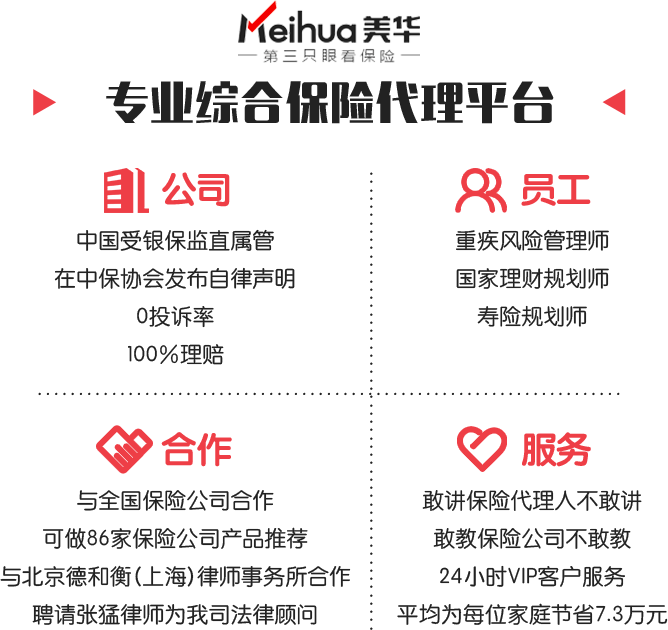 Meihua美华
第三只眼看保险
专业综合保险代理平台
公司
中国受银保监直属管
在中保协会发布自律声明
0投诉率
100%理赔
员工
重疾风险管理师
国家理财规划师
寿险规划师
合作
与全国保险公司合作
可做86家保险公司产品推荐
与北京德和衡(上海)律师事务所合作
聘请张猛律师为我司法律顾问
服务
敢讲保险代理人不敢讲
敢教保险公司不敢教
24小时VIP客户服务
平均为每位家庭节省7.3万元